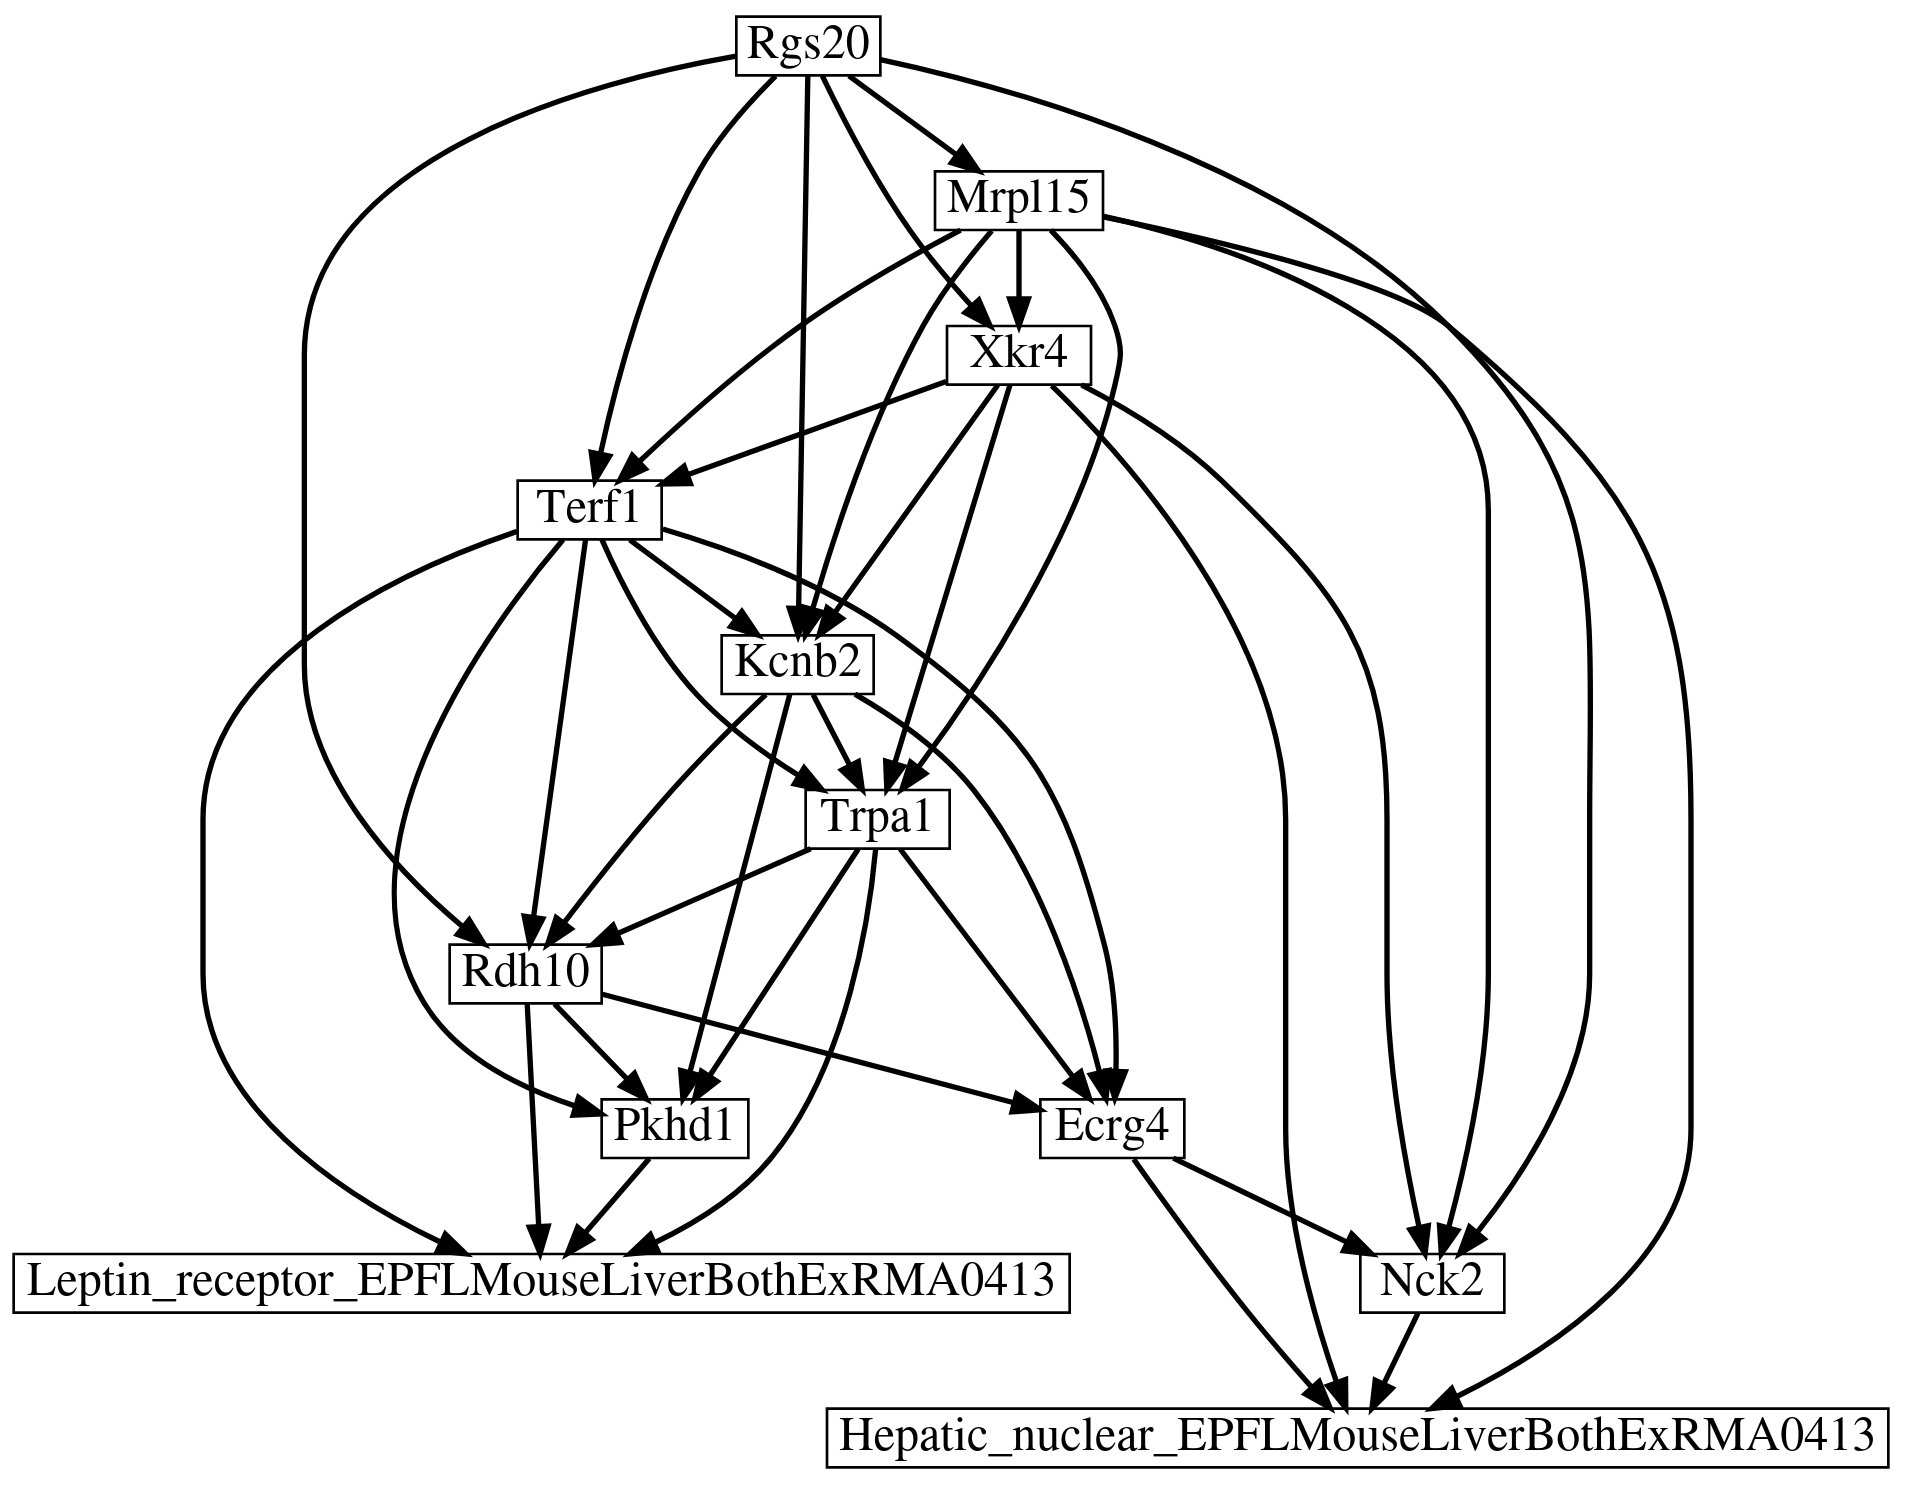 Rgs20
Mrpl15
Xkr4
Terf1
Kcnb2
Trpa1
Rdh10
Pkhd1
Ecrg4
Leptin_receptor_EPFLMouseLiverBothExRMA0413
Nck2
Hepatic_nuclear_EPFLMouseLiverBothExRMA0413